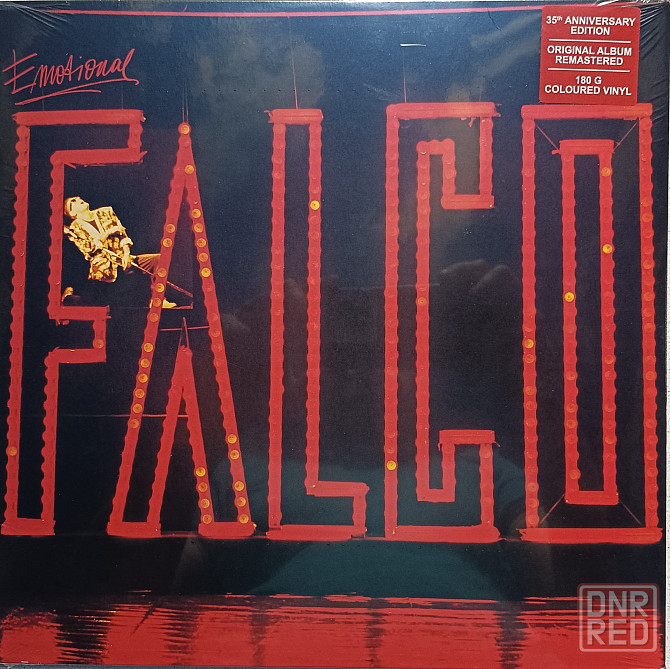 Emotional
35th ANNIVERSARY
EDITION
ORIGINAL ALBUM
REMASTERED
180 G
COLOURED VINYL
FALCO
DNR
RED